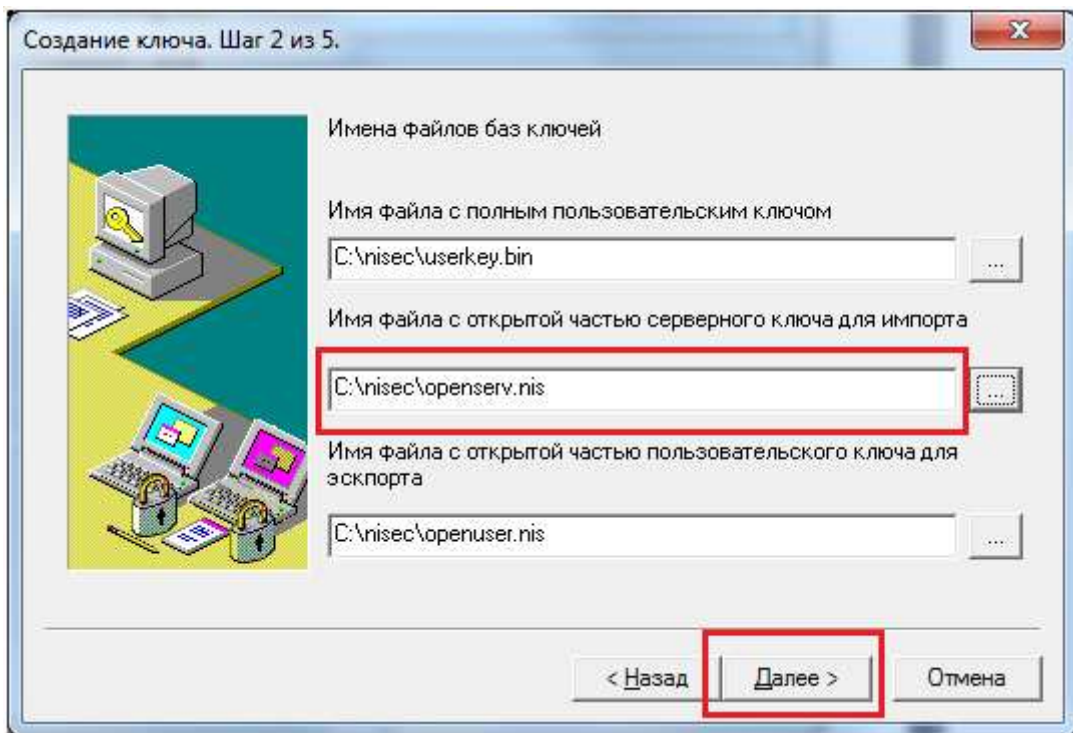 Создание ключа. Шаг 2 из 5.
Имена файлов баз ключей
Имя файла с полным пользовательским ключом
C:\nisec\userkey.bin
...
Имя файла с открытой частью серверного ключа для импорта
C:\nisec\openserv.nis
...
Имя файла с открытой частью пользовательского ключа для
эскпорта
C:\nisec\openuser.nis
...
< Назад
Далее >
Отмена